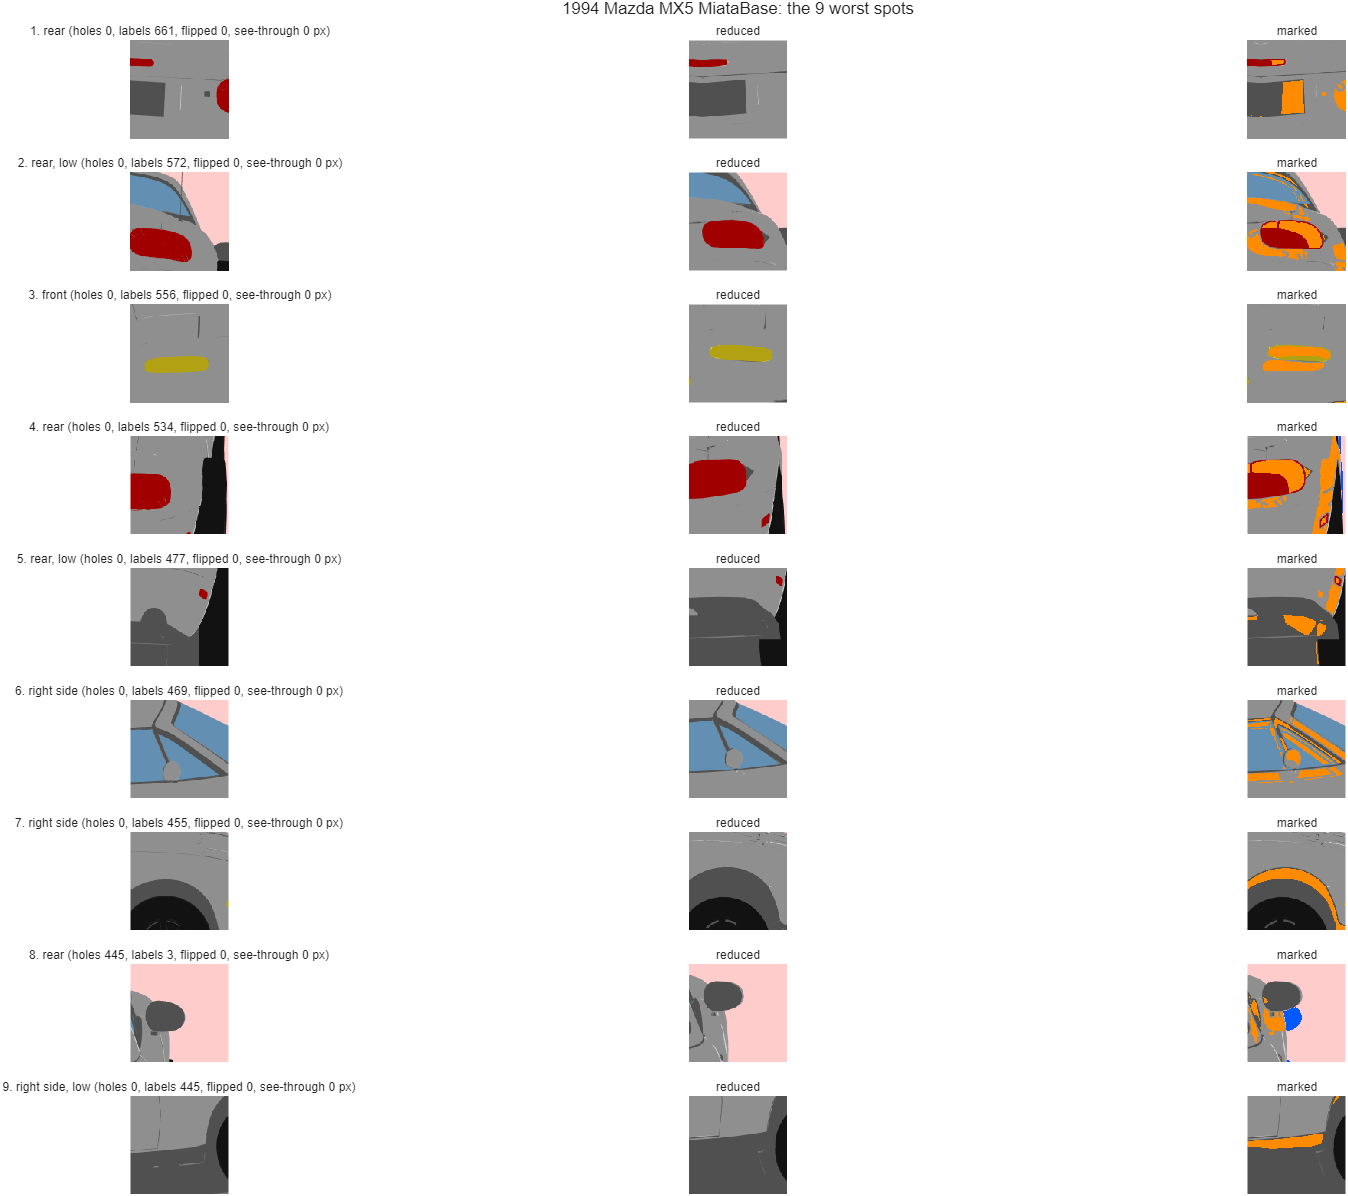 1994 Mazda MX5 MiataBase: the 9 worst spots
1. rear (holes 0, labels 661, flipped 0, see-through 0 px)
reduced
marked
2. rear, low (holes 0, labels 572, flipped 0, see-through 0 px)
reduced
marked
3. front (holes 0, labels 556, flipped 0, see-through 0 px)
reduced
marked
4. rear (holes 0, labels 534, flipped 0, see-through 0 px)
reduced
marked
5. rear, low (holes 0, labels 477, flipped 0, see-through 0 px)
reduced
marked
6. right side (holes 0, labels 469, flipped 0, see-through 0 px)
reduced
marked
7. right side (holes 0, labels 455, flipped 0, see-through 0 px)
reduced
marked
8. rear (holes 445, labels 3, flipped 0, see-through 0 px)
reduced
marked
9. right side, low (holes 0, labels 445, flipped 0, see-through 0 px)
reduced
marked